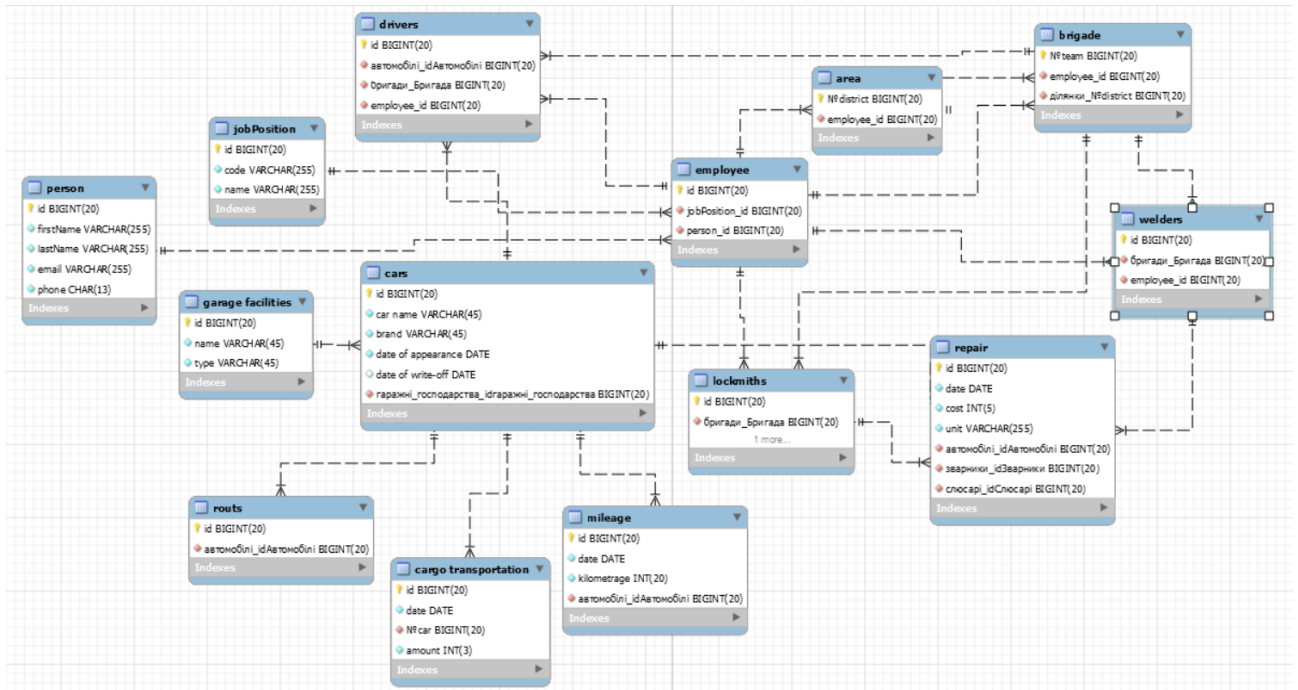 drivers
id BIGINT(20)
автомобілі_idАвтомобілі BIGINT(20)
бригади_Бригада BIGINT(20)
employee_id BIGINT(20)
Indexes
brigade
№team BIGINT(20)
employee_id BIGINT(20)
ділянки_№district BIGINT(20)
Indexes
area
№district BIGINT(20)
employee_id BIGINT(20)
Indexes
jobPosition
id BIGINT(20)
code VARCHAR(255)
name VARCHAR(255)
Indexes
person
id BIGINT(20)
firstName VARCHAR(255)
lastName VARCHAR(255)
email VARCHAR(255)
phone CHAR(13)
Indexes
employee
id BIGINT(20)
jobPosition_id BIGINT(20)
person_id BIGINT(20)
Indexes
welders
id BIGINT(20)
бригади_Бригада BIGINT(20)
employee_id BIGINT(20)
Indexes
garage facilities
id BIGINT(20)
name VARCHAR(45)
type VARCHAR(45)
Indexes
cars
id BIGINT(20)
car name VARCHAR(45)
brand VARCHAR(45)
date of appearance DATE
date of write-off DATE
гаражні_господарства_idгаражні_господарства BIGINT(20)
Indexes
lockmiths
id BIGINT(20)
бригади_Бригада BIGINT(20)
1 more...
Indexes
repair
id BIGINT(20)
date DATE
cost INT(5)
unit VARCHAR(255)
автомобілі_idАвтомобілі BIGINT(20)
зварники_idЗварники BIGINT(20)
слюсарі_idСлюсарі BIGINT(20)
Indexes
routs
id BIGINT(20)
автомобілі_idАвтомобілі BIGINT(20)
Indexes
cargo transportation
id BIGINT(20)
date DATE
№car BIGINT(20)
amount INT(3)
Indexes
mileage
id BIGINT(20)
date DATE
kilometrage INT(20)
автомобілі_idАвтомобілі BIGINT(20)
Indexes